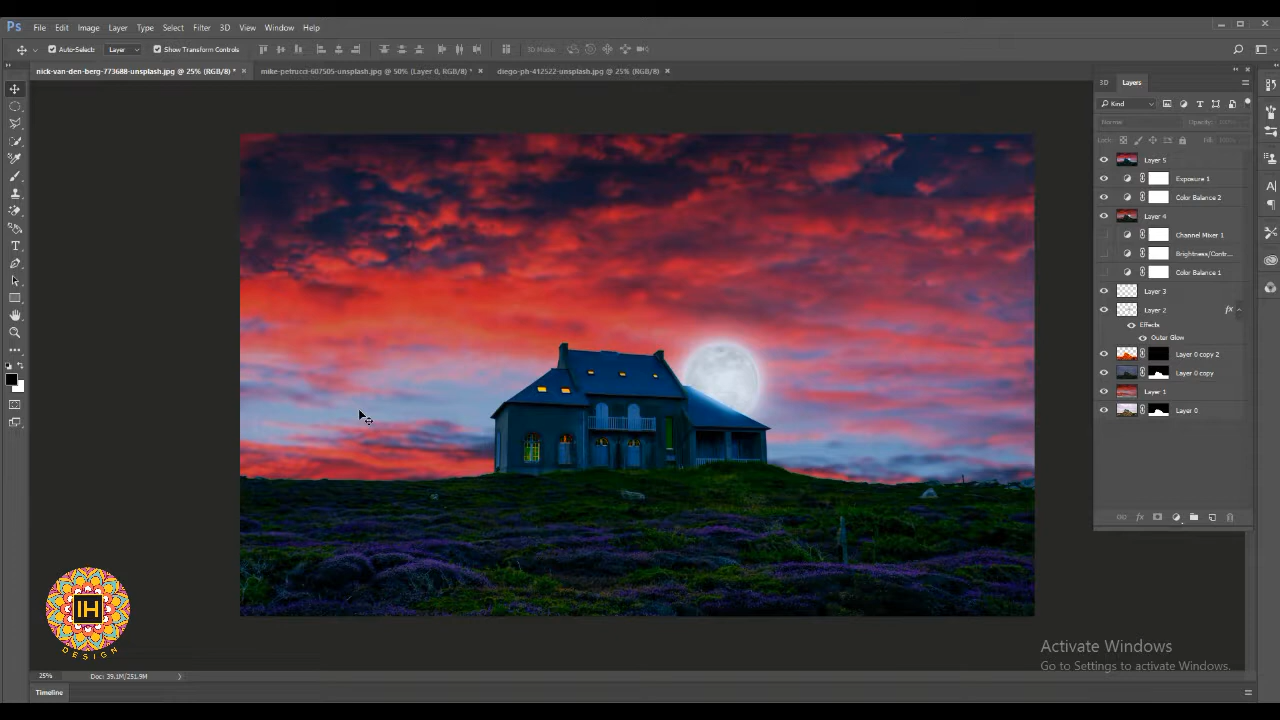 Ps File Edit Image Layer Type Select Filter 3D View Window Help
Auto-Select: Layer Show Transform Controls 3D Mode:
nick-van-den-berg-773688-unsplash.jpg @ 25% (RGB/8) * × mike-petrucci-607505-unsplash.jpg @ 50% (Layer 0, RGB/8) * × diego-ph-412522-unsplash.jpg @ 25% (RGB/8) ×
3D Layers
Kind
Normal Opacity: 100%
Lock: Fill: 100%
Layer 5
Exposure 1
Color Balance 2
Layer 4
Channel Mixer 1
Brightness/Contr...
Color Balance 1
Layer 3
Layer 2 fx
Effects
Outer Glow
Layer 0 copy 2
Layer 0 copy
Layer 1
Layer 0
fx
IH
DESIGN
Activate Windows
Go to Settings to activate Windows.
25% Doc: 39.1M/251.9M
Timeline